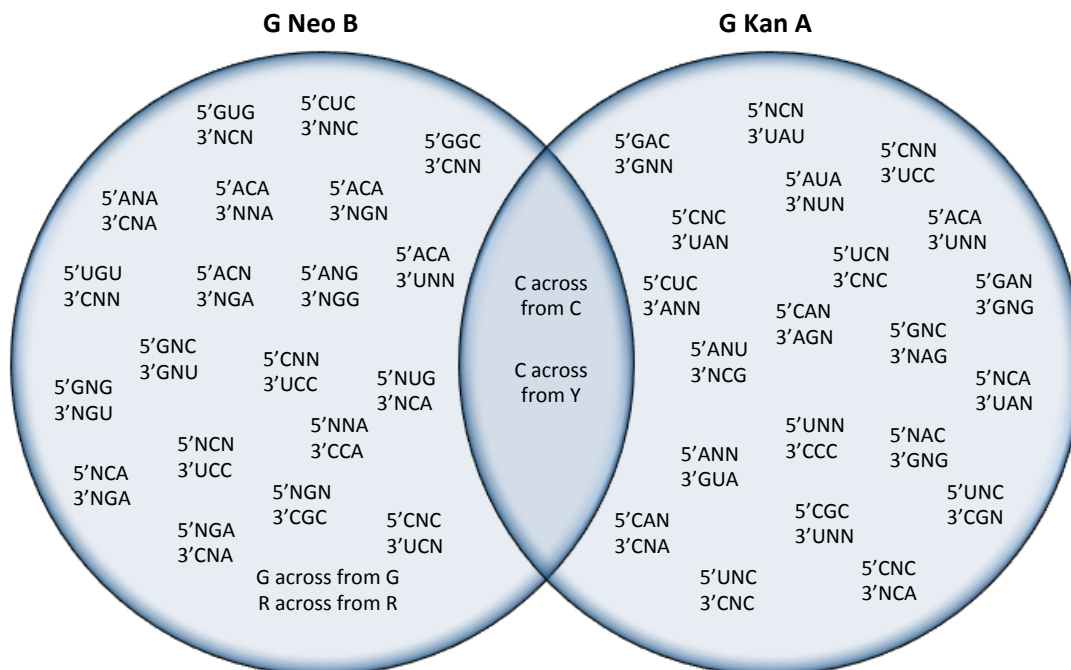 G Neo B
G Kan A
5'GUG
3'NCN
5'CUC
3'NNC
5'GGC
3'CNN
5'ANA
3'CNA
5'ACA
3'NNA
5'ACA
3'NGN
5'ACA
3'UNN
5'UGU
3'CNN
5'ACN
3'NGA
5'ANG
3'NGG
5'GNC
3'GNU
5'CNN
3'UCC
5'NUG
3'NCA
5'GNG
3'NGU
5'NNA
3'CCA
5'NCN
3'UCC
5'NCA
3'NGA
5'NGN
3'CGC
5'NGA
3'CNA
5'CNC
3'UCN
G across from G
R across from R
C across
from C
C across
from Y
5'NCN
3'UAU
5'GAC
3'GNN
5'CNN
3'UCC
5'AUA
3'NUN
5'CNC
3'UAN
5'ACA
3'UNN
5'UCN
3'CNC
5'CUC
3'ANN
5'GAN
3'GNG
5'CAN
3'AGN
5'GNC
3'NAG
5'ANU
3'NCG
5'NCA
3'UAN
5'UNN
3'CCC
5'NAC
3'GNG
5'ANN
3'GUA
5'UNC
3'CGN
5'CAN
3'CNA
5'CGC
3'UNN
5'UNC
3'CNC
5'CNC
3'NCA